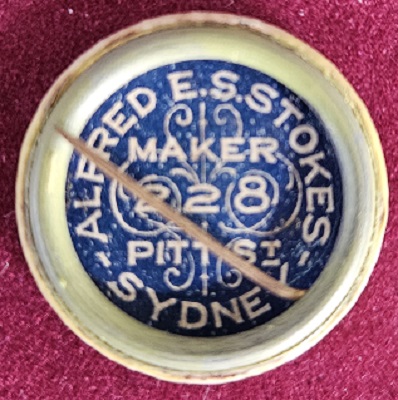 ALFRED E.S. STOKES
MAKER
228
PITT ST
SYDNEY